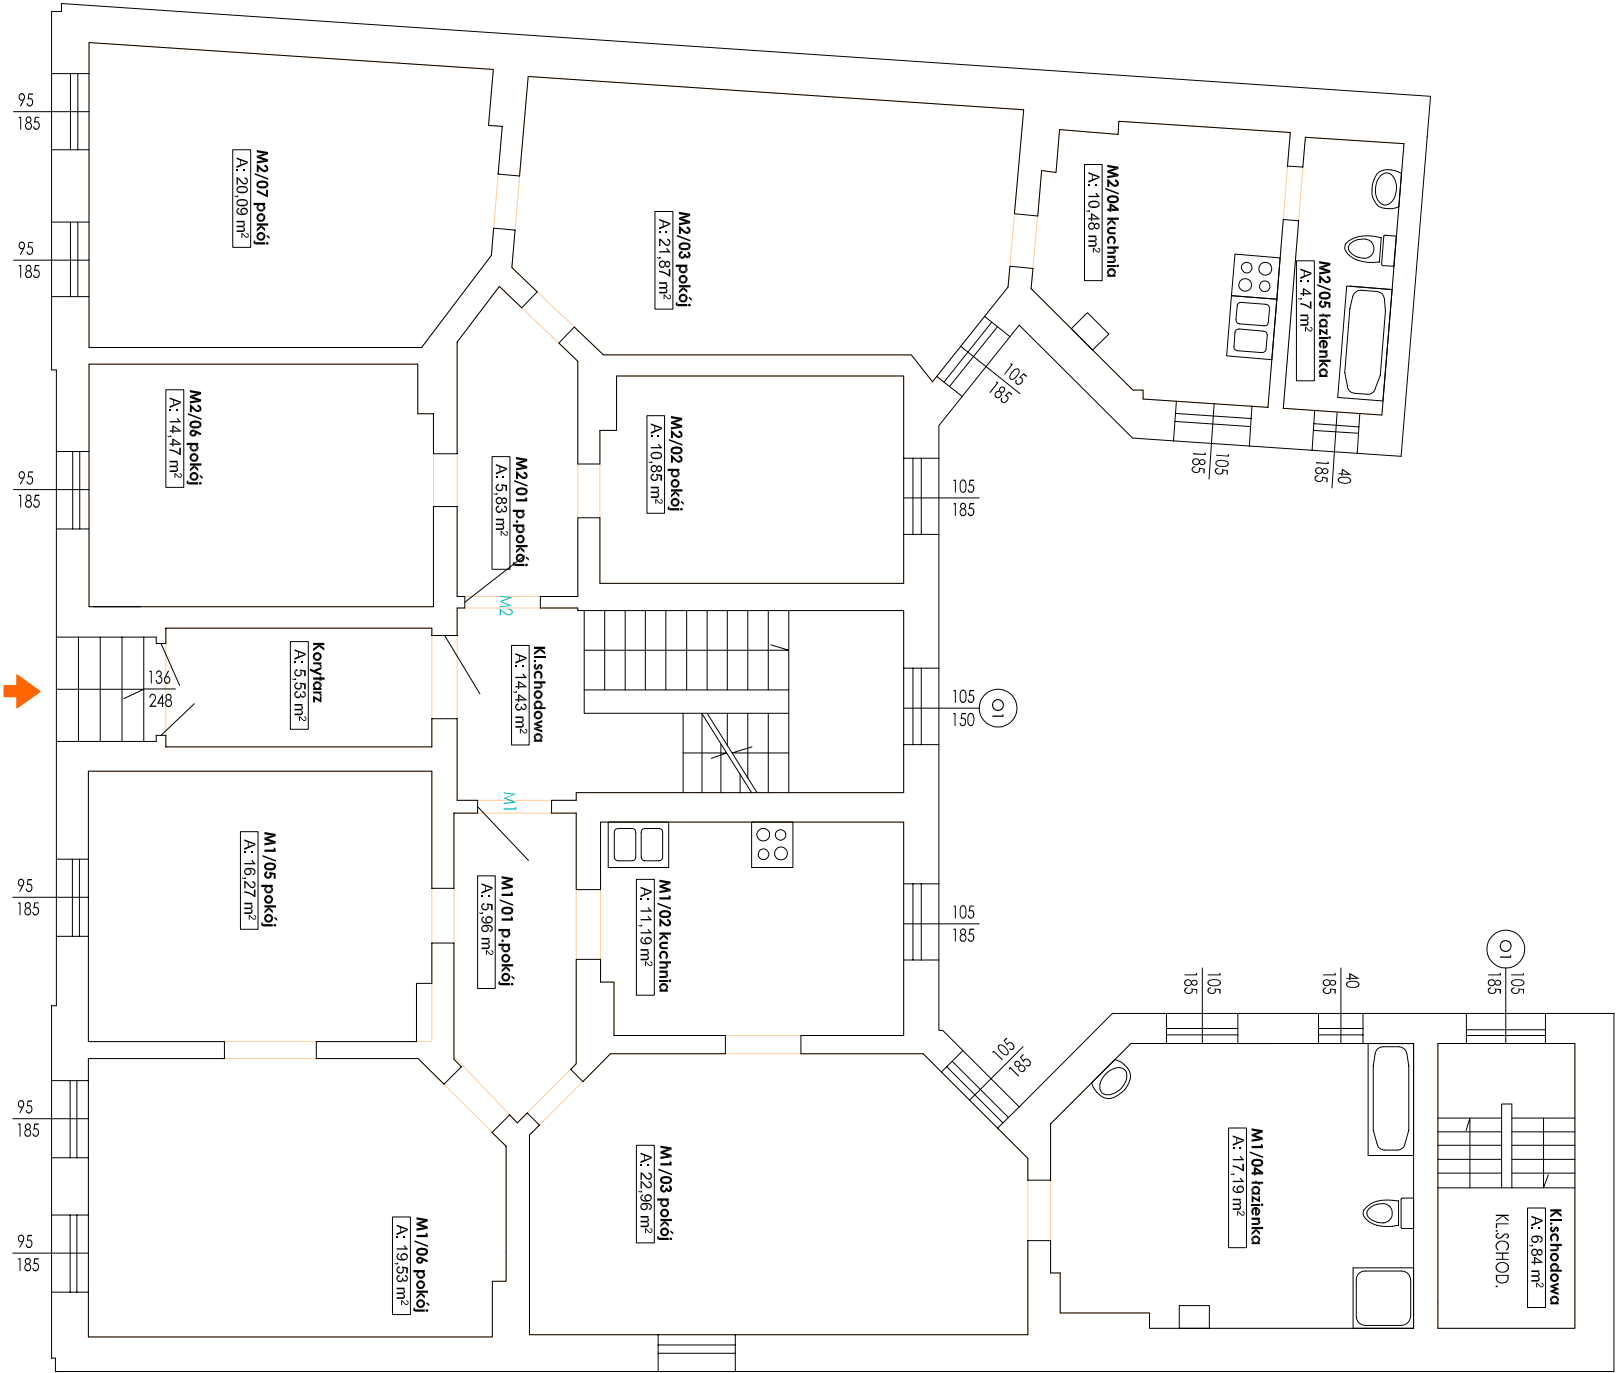 95
185
M2/07 pokój
A: 20,09 m²
95
185
M2/03 pokój
A: 21,87 m²
M2/04 kuchnia
A: 10,48 m²
M2/05 łazienka
A: 4,7 m²
105
185
105
185
40
185
M2/06 pokój
A: 14,47 m²
95
185
M2/01 p.pokój
A: 5,83 m²
M2/02 pokój
A: 10,85 m²
105
185
M2
Korytarz
A: 5,53 m²
136
248
Kl.schodowa
A: 14,43 m²
105
150
O1
M1
M1/05 pokój
A: 16,27 m²
95
185
M1/01 p.pokój
A: 5,96 m²
M1/02 kuchnia
A: 11,19 m²
105
185
105
185
40
185
O1
105
185
105
185
95
185
M1/06 pokój
A: 19,53 m²
95
185
M1/03 pokój
A: 22,96 m²
M1/04 łazienka
A: 17,19 m²
Kl.schodowa
A: 6,84 m²
KL.SCHOD.